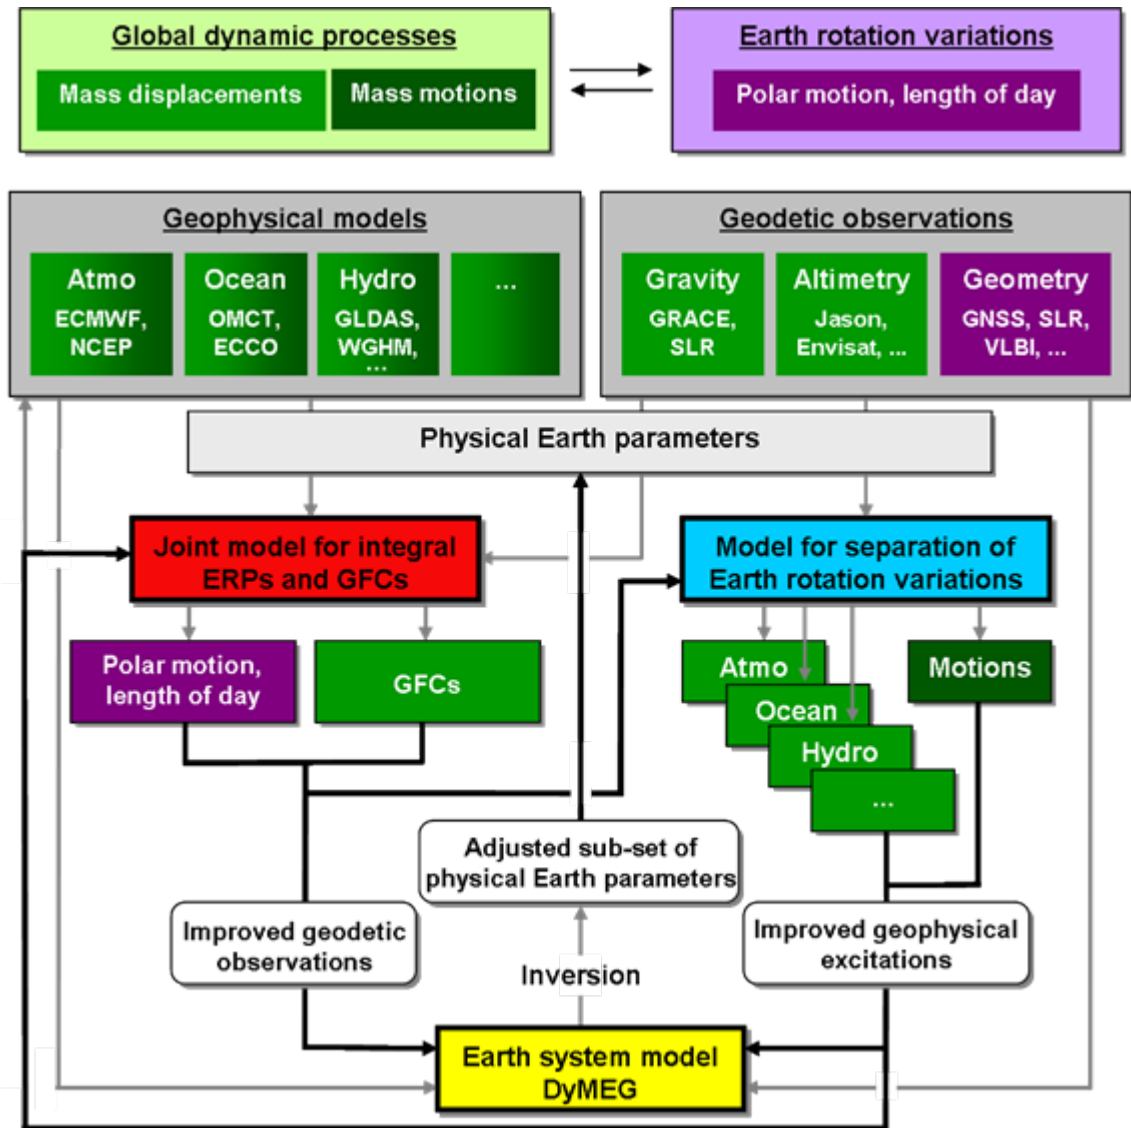 Global dynamic processes
Mass displacements
Mass motions
Earth rotation variations
Polar motion, length of day
Geophysical models
Atmo
ECMWF,
NCEP
Ocean
OMCT,
ECCO
Hydro
GLDAS,
WGHM,
...
...
Geodetic observations
Gravity
GRACE,
SLR
Altimetry
Jason,
Envisat, ...
Geometry
GNSS, SLR,
VLBI, ...
Physical Earth parameters
Joint model for integral
ERPs and GFCs
Model for separation of
Earth rotation variations
Polar motion,
length of day
GFCs
Atmo
Ocean
Hydro
...
Motions
Adjusted sub-set of
physical Earth parameters
Improved geodetic
observations
Improved geophysical
excitations
Inversion
Earth system model
DyMEG